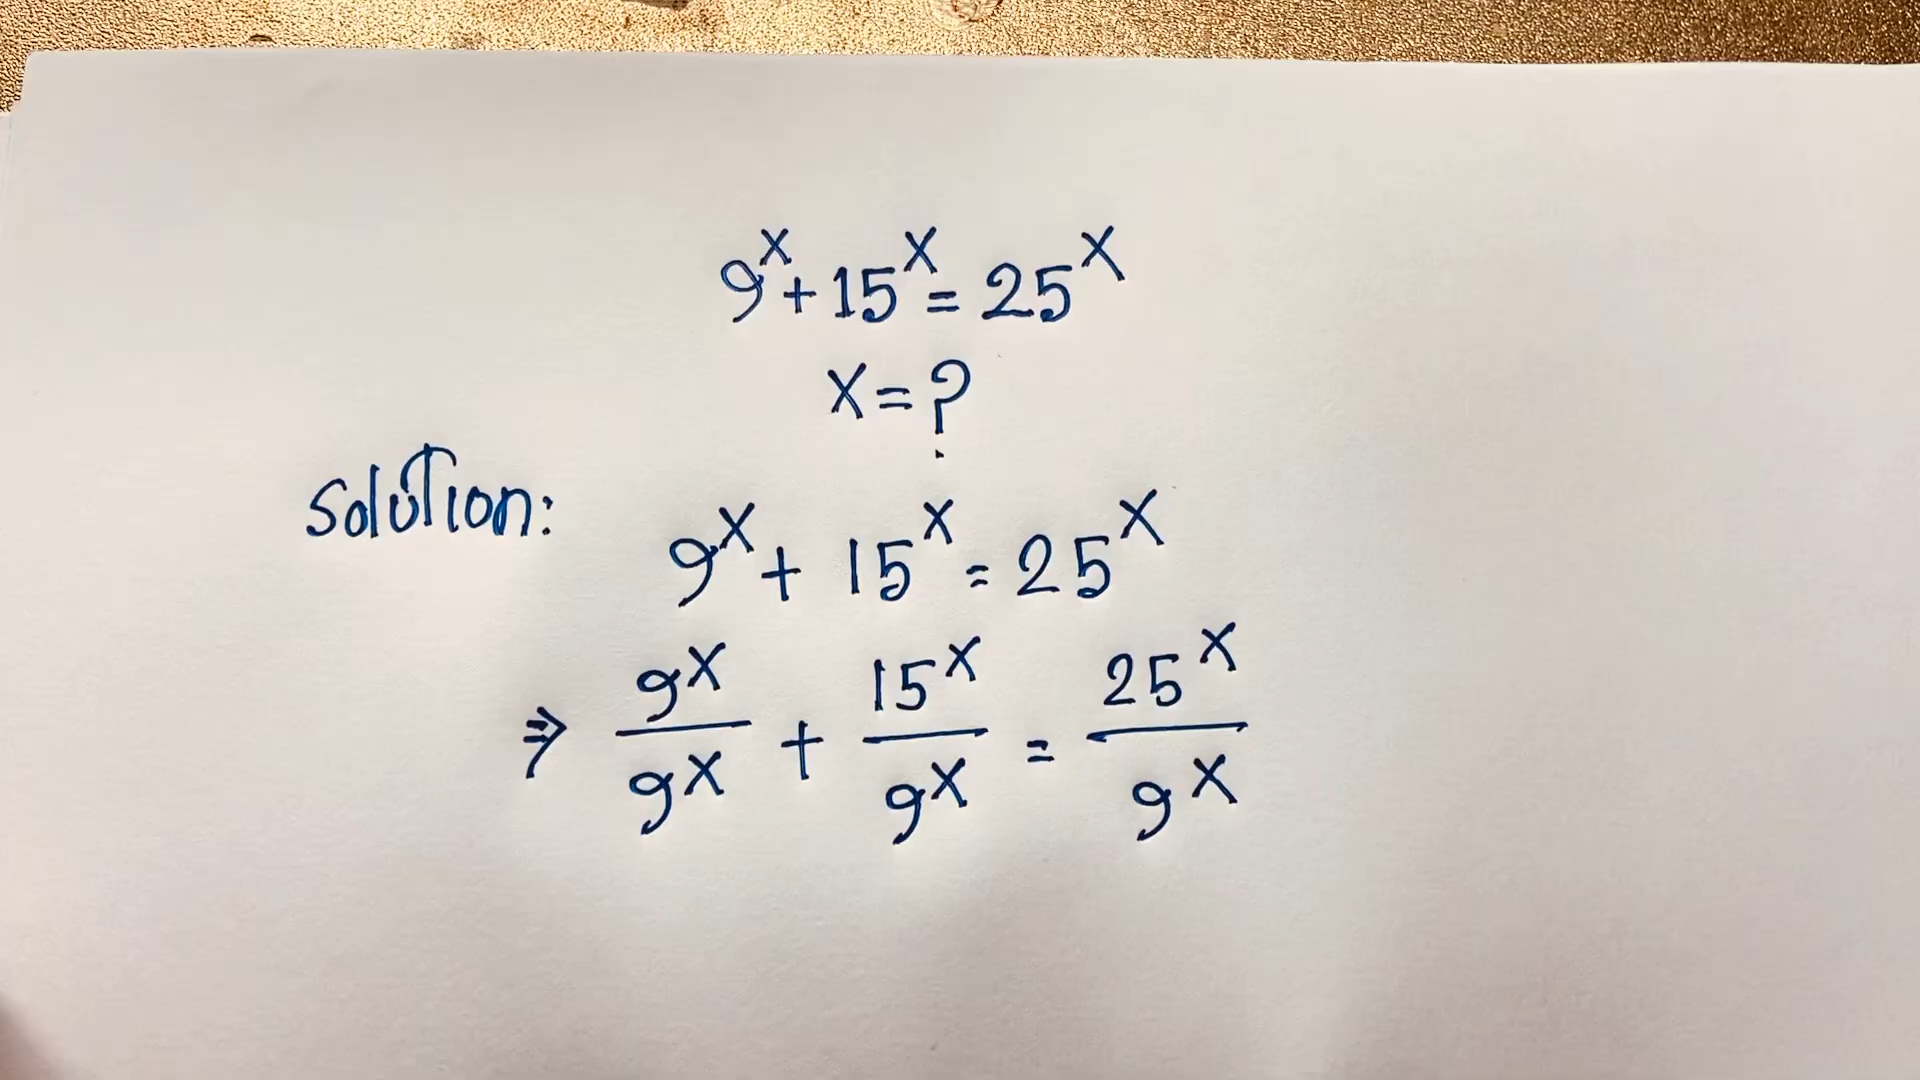 9^x + 15^x = 25^x
x = ?
Solution:
9^x + 15^x = 25^x
⇒ 9^x/9^x + 15^x/9^x = 25^x/9^x